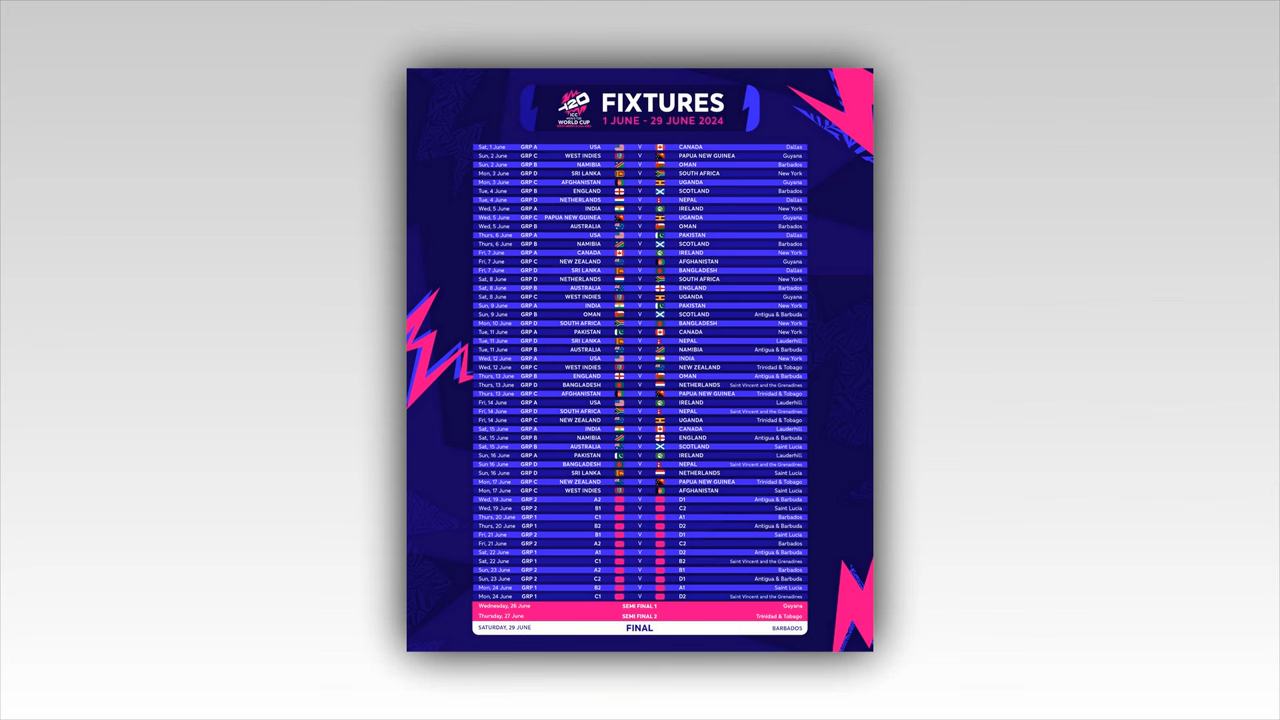 T20
ICC
WORLD CUP
FIXTURES
1 JUNE - 29 JUNE 2024
Sat, 1 June GRP A USA V CANADA Dallas
Sun, 2 June GRP C WEST INDIES V PAPUA NEW GUINEA Guyana
Sun, 2 June GRP B NAMIBIA V OMAN Barbados
Mon, 3 June GRP D SRI LANKA V SOUTH AFRICA New York
Mon, 3 June GRP C AFGHANISTAN V UGANDA Guyana
Tue, 4 June GRP B ENGLAND V SCOTLAND Barbados
Tue, 4 June GRP D NETHERLANDS V NEPAL Dallas
Wed, 5 June GRP A INDIA V IRELAND New York
Wed, 5 June GRP C PAPUA NEW GUINEA V UGANDA Guyana
Wed, 5 June GRP B AUSTRALIA V OMAN Barbados
Thurs, 6 June GRP A USA V PAKISTAN Dallas
Thurs, 6 June GRP B NAMIBIA V SCOTLAND Barbados
Fri, 7 June GRP A CANADA V IRELAND New York
Fri, 7 June GRP C NEW ZEALAND V AFGHANISTAN Guyana
Fri, 7 June GRP D SRI LANKA V BANGLADESH Dallas
Sat, 8 June GRP D NETHERLANDS V SOUTH AFRICA New York
Sat, 8 June GRP B AUSTRALIA V ENGLAND Barbados
Sat, 8 June GRP C WEST INDIES V UGANDA Guyana
Sun, 9 June GRP A INDIA V PAKISTAN New York
Sun, 9 June GRP B OMAN V SCOTLAND Antigua & Barbuda
Mon, 10 June GRP D SOUTH AFRICA V BANGLADESH New York
Tue, 11 June GRP A PAKISTAN V CANADA New York
Tue, 11 June GRP D SRI LANKA V NEPAL Lauderhill
Tue, 11 June GRP B AUSTRALIA V NAMIBIA Antigua & Barbuda
Wed, 12 June GRP A USA V INDIA New York
Wed, 12 June GRP C WEST INDIES V NEW ZEALAND Trinidad & Tobago
Thurs, 13 June GRP B ENGLAND V OMAN Antigua & Barbuda
Thurs, 13 June GRP D BANGLADESH V NETHERLANDS Saint Vincent and the Grenadines
Thurs, 13 June GRP C AFGHANISTAN V PAPUA NEW GUINEA Trinidad & Tobago
Fri, 14 June GRP A USA V IRELAND Lauderhill
Fri, 14 June GRP D SOUTH AFRICA V NEPAL Saint Vincent and the Grenadines
Fri, 14 June GRP C NEW ZEALAND V UGANDA Trinidad & Tobago
Sat, 15 June GRP A INDIA V CANADA Lauderhill
Sat, 15 June GRP B NAMIBIA V ENGLAND Antigua & Barbuda
Sat, 15 June GRP B AUSTRALIA V SCOTLAND Saint Lucia
Sun, 16 June GRP A PAKISTAN V IRELAND Lauderhill
Sun 16 June GRP D BANGLADESH V NEPAL Saint Vincent and the Grenadines
Sun, 16 June GRP D SRI LANKA V NETHERLANDS Saint Lucia
Mon, 17 June GRP C NEW ZEALAND V PAPUA NEW GUINEA Trinidad & Tobago
Mon, 17 June GRP C WEST INDIES V AFGHANISTAN Saint Lucia
Wed, 19 June GRP 2 A2 V D1 Antigua & Barbuda
Wed, 19 June GRP 2 B1 V C2 Saint Lucia
Thurs, 20 June GRP 1 C1 V A1 Barbados
Thurs, 20 June GRP 1 B2 V D2 Antigua & Barbuda
Fri, 21 June GRP 2 B1 V D1 Saint Lucia
Fri, 21 June GRP 2 A2 V C2 Barbados
Sat, 22 June GRP 1 A1 V D2 Antigua & Barbuda
Sat, 22 June GRP 1 C1 V B2 Saint Vincent and the Grenadines
Sun, 23 June GRP 2 A2 V B1 Barbados
Sun, 23 June GRP 2 C2 V D1 Antigua & Barbuda
Mon, 24 June GRP 1 B2 V A1 Saint Lucia
Mon, 24 June GRP 1 C1 V D2 Saint Vincent and the Grenadines
Wednesday, 26 June SEMI FINAL 1 Guyana
Thursday, 27 June SEMI FINAL 2 Trinidad & Tobago
SATURDAY, 29 JUNE FINAL BARBADOS